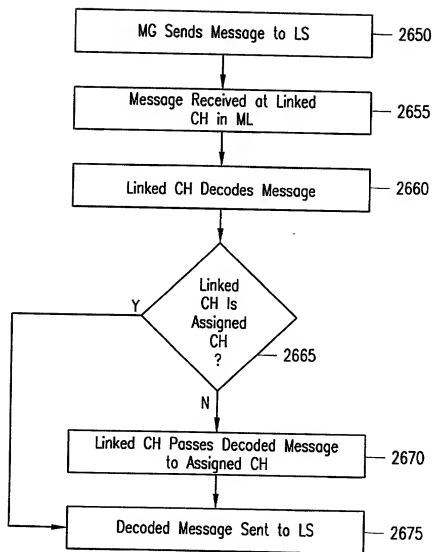 MG Sends Message to LS
2650
Message Received at Linked
CH in ML
2655
Linked CH Decodes Message
2660
Linked
CH Is
Assigned
CH
?
Y
2665
N
Linked CH Passes Decoded Message
to Assigned CH
2670
Decoded Message Sent to LS
2675